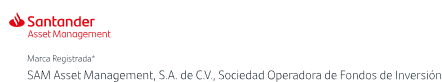 Santander
Asset Management
Marca Registrada*
SAM Asset Management, S.A. de C.V., Sociedad Operadora de Fondos de Inversión